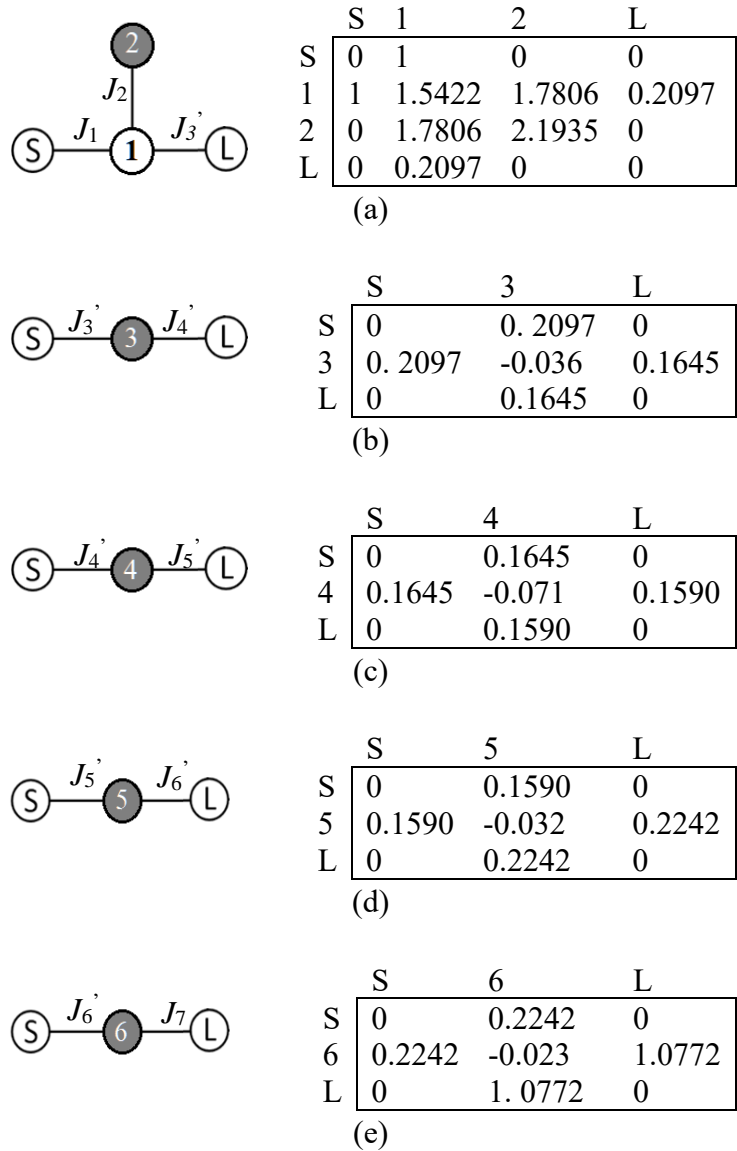 S 1 2 L
2
S 0 1 0 0
J2
1 1 1.5422 1.7806 0.2097
J1 J3’
2 0 1.7806 2.1935 0
S 1 L
L 0 0.2097 0 0
(a)
S 3 L
S 0 0. 2097 0
J3’ J4’
S 3 L
3 0. 2097 -0.036 0.1645
L 0 0.1645 0
(b)
S 4 L
S 0 0.1645 0
J4’ J5’
S 4 L
4 0.1645 -0.071 0.1590
L 0 0.1590 0
(c)
S 5 L
S 0 0.1590 0
J5’ J6’
S 5 L
5 0.1590 -0.032 0.2242
L 0 0.2242 0
(d)
S 6 L
S 0 0.2242 0
J6’ J7
S 6 L
6 0.2242 -0.023 1.0772
L 0 1. 0772 0
(e)